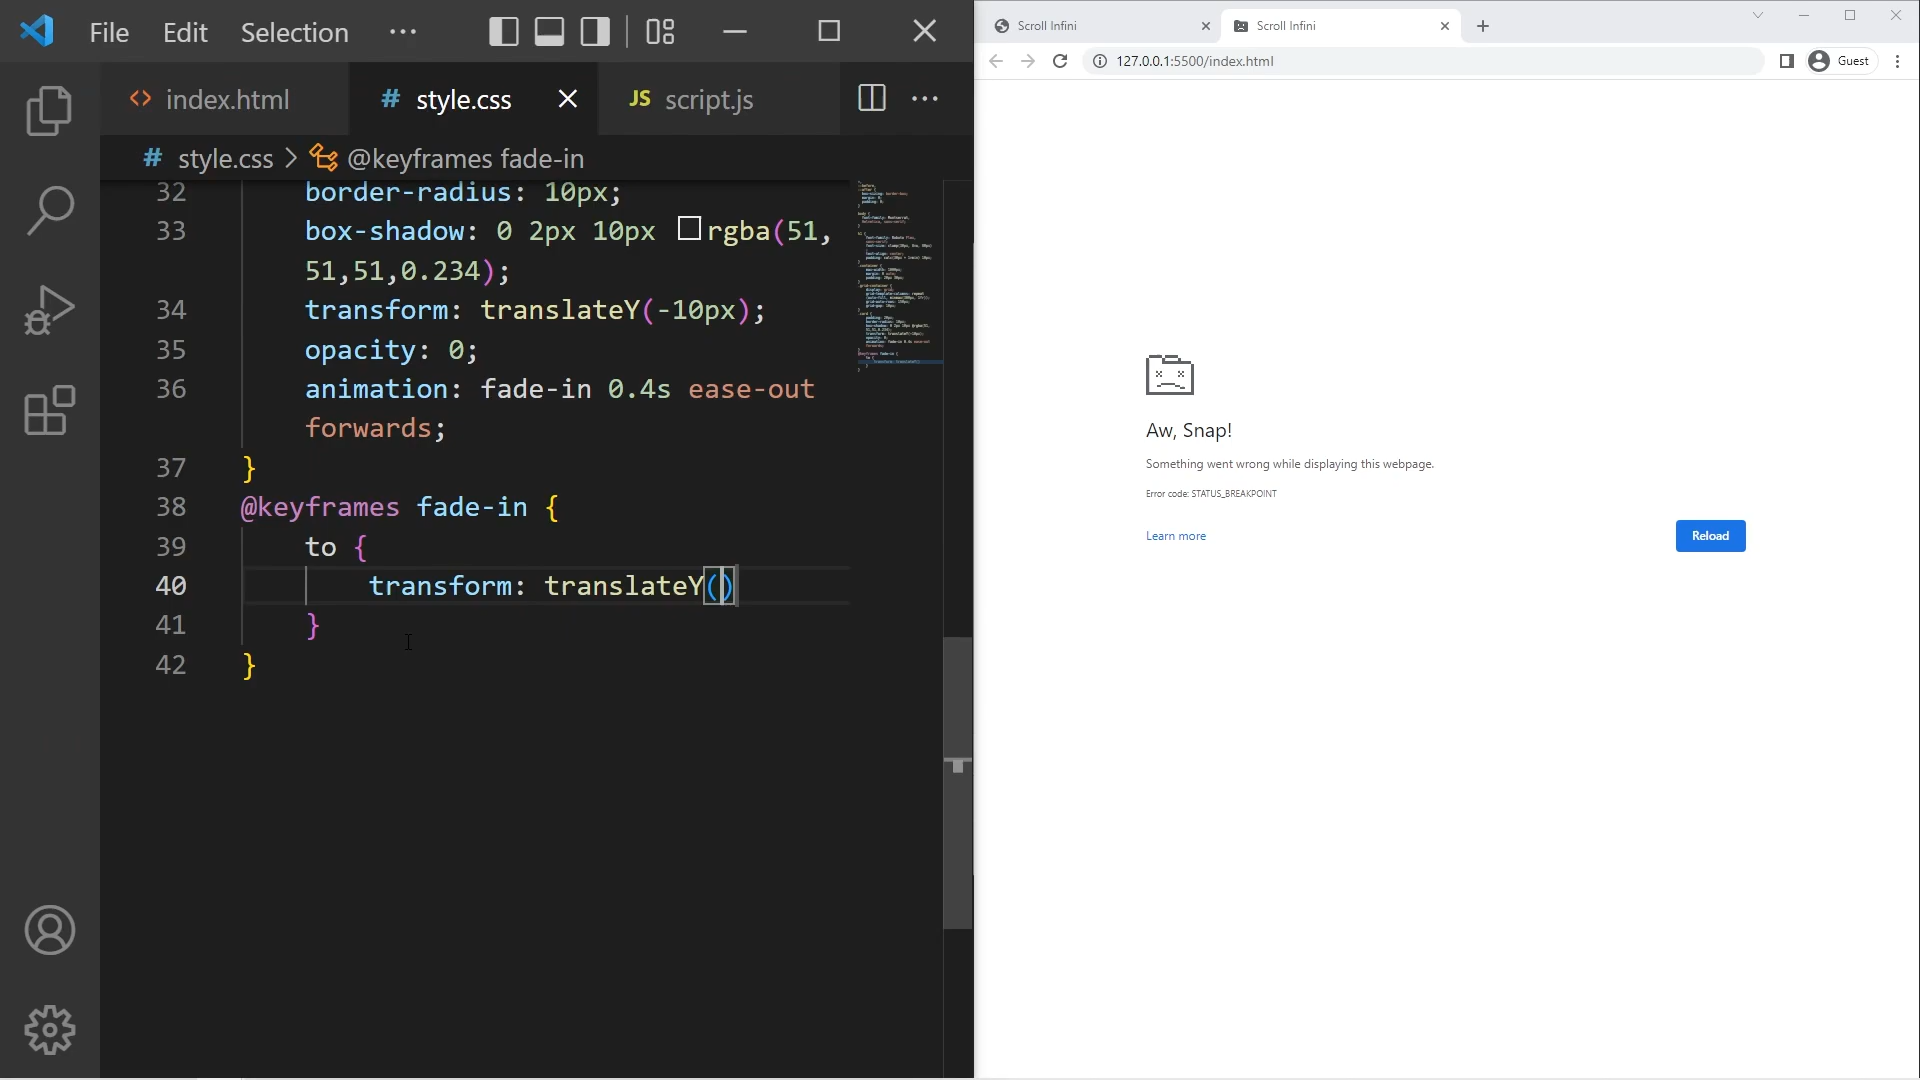 File Edit Selection ···
index.html style.css JS script.js
# style.css > @keyframes fade-in
32 border-radius: 10px;
33 box-shadow: 0 2px 10px rgba(51,
51,51,0.234);
34 transform: translateY(-10px);
35 opacity: 0;
36 animation: fade-in 0.4s ease-out
forwards;
37 }
38 @keyframes fade-in {
39 to {
40 transform: translateY()
41 }
42 }
Scroll Infini Scroll Infini
127.0.0.1:5500/index.html Guest
Aw, Snap!
Something went wrong while displaying this webpage.
Error code: STATUS_BREAKPOINT
Learn more Reload